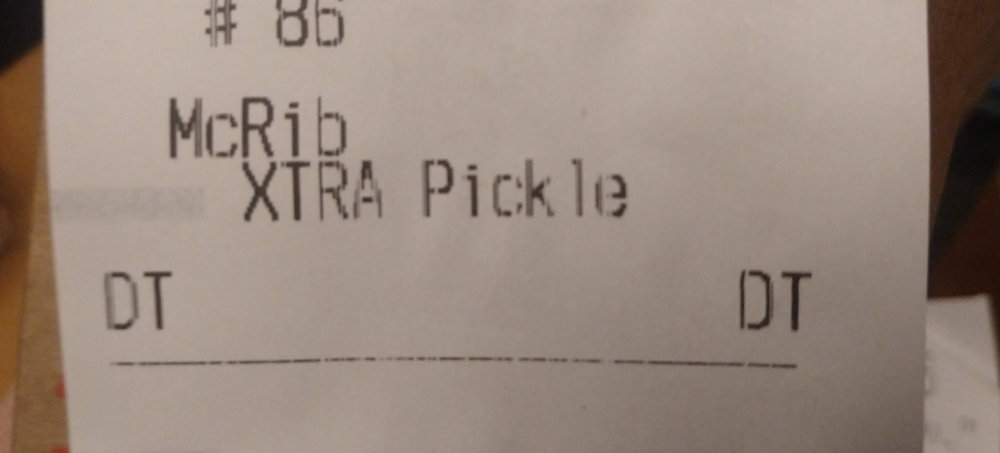 # 86
McRib
XTRA Pickle
DT DT